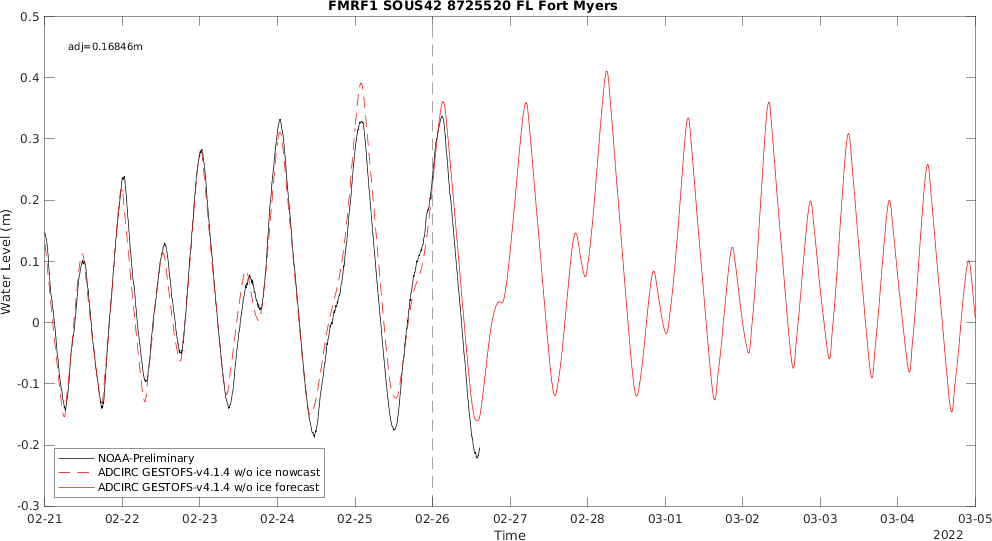 FMRF1 SOUS42 8725520 FL Fort Myers
adj=0.16846m
0.5
0.4
0.3
0.2
0.1
0
-0.1
-0.2
-0.3
Water Level (m)
NOAA-Preliminary
ADCIRC GESTOFS-v4.1.4 w/o ice nowcast
ADCIRC GESTOFS-v4.1.4 w/o ice forecast
02-21 02-22 02-23 02-24 02-25 02-26 02-27 02-28 03-01 03-02 03-03 03-04 03-05
Time
2022